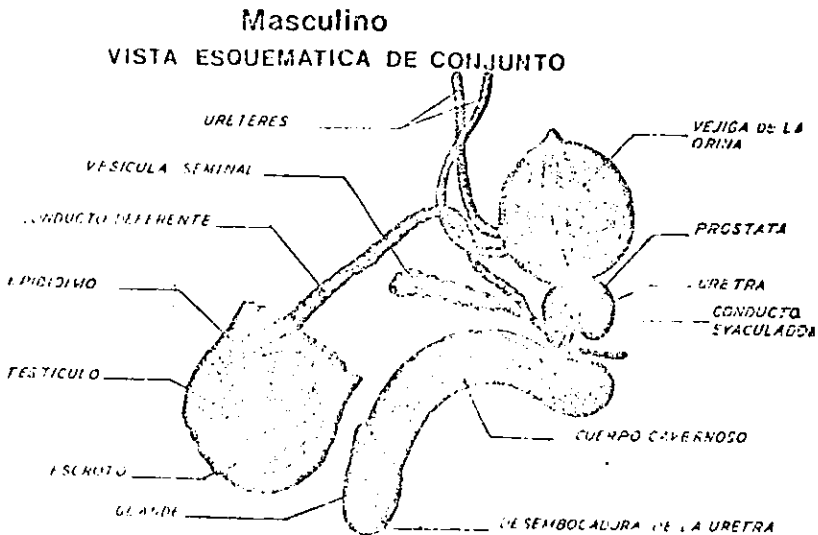 Masculino
VISTA ESQUEMATICA DE CONJUNTO
URETERES
VESICULA SEMINAL
CONDUCTO DEFERENTE
EPIDIDIMO
TESTICULO
ESCROTO
GLANDE
VEJIGA DE LA
ORINA
PROSTATA
URETRA
CONDUCTO
EYACULADOR
CUERPO CAVERNOSO
DESEMBOCADURA DE LA URETRA